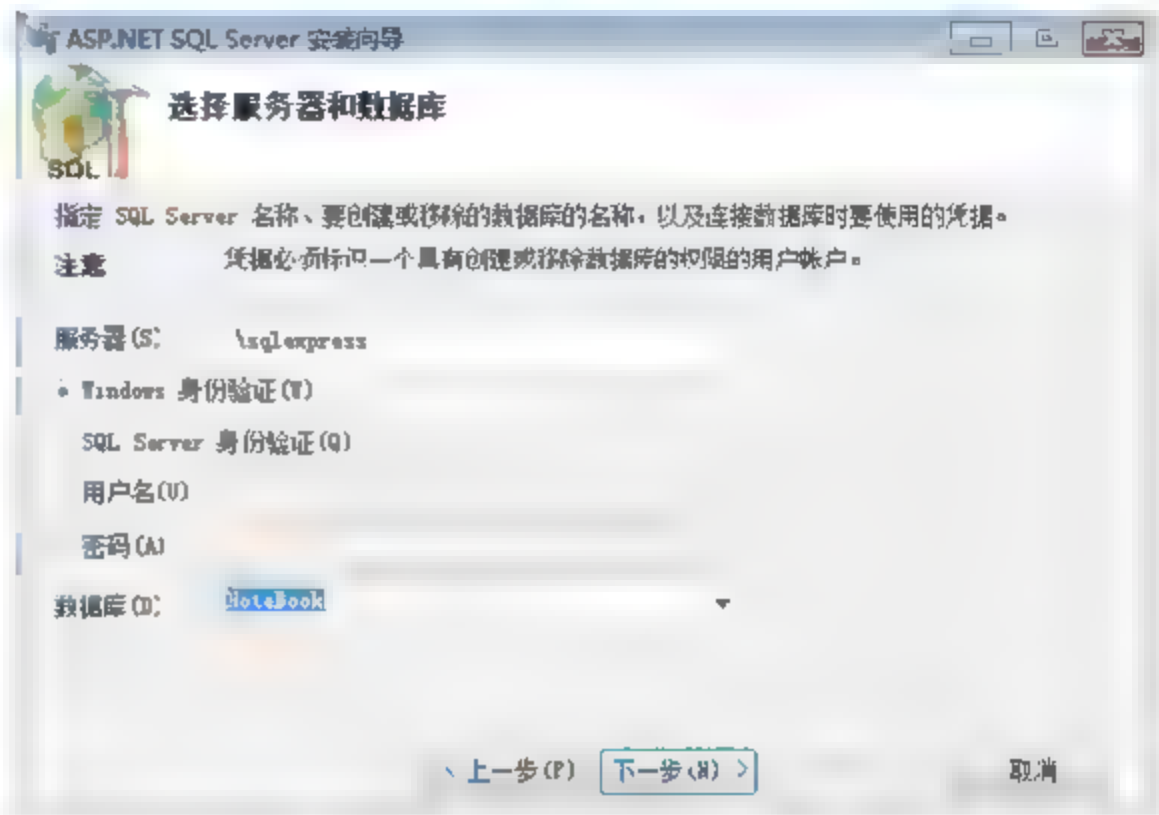 ASP.NET SQL Server 安装向导
选择服务器和数据库
SQL
指定 SQL Server 名称、要创建或移除的数据库的名称，以及连接数据库时要使用的凭据。
注意 凭据必须标识一个具有创建或移除数据库的权限的用户帐户。
服务器(S): \sqlexpress
Windows 身份验证(W)
SQL Server 身份验证(Q)
用户名(U)
密码(A)
数据库(D): NoteBook
< 上一步(P) 下一步(N) > 取消